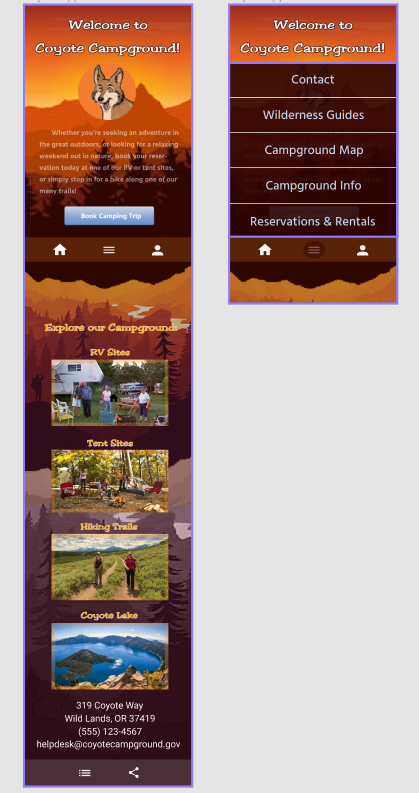 Welcome to
Coyote Campground!
Whether you're seeking an adventure in
the great outdoors, or looking for a relaxing
weekend out in nature, book your reser-
vation today at one of our RV or tent sites,
or simply stop in for a hike along one of our
many trails!
Book Camping Trip
Explore our Campground:
RV Sites
Tent Sites
Hiking Trails
Coyote Lake
319 Coyote Way
Wild Lands, OR 37419
(555) 123-4567
helpdesk@coyotecampground.gov
Welcome to
Coyote Campground!
Contact
Wilderness Guides
Campground Map
Campground Info
Reservations & Rentals